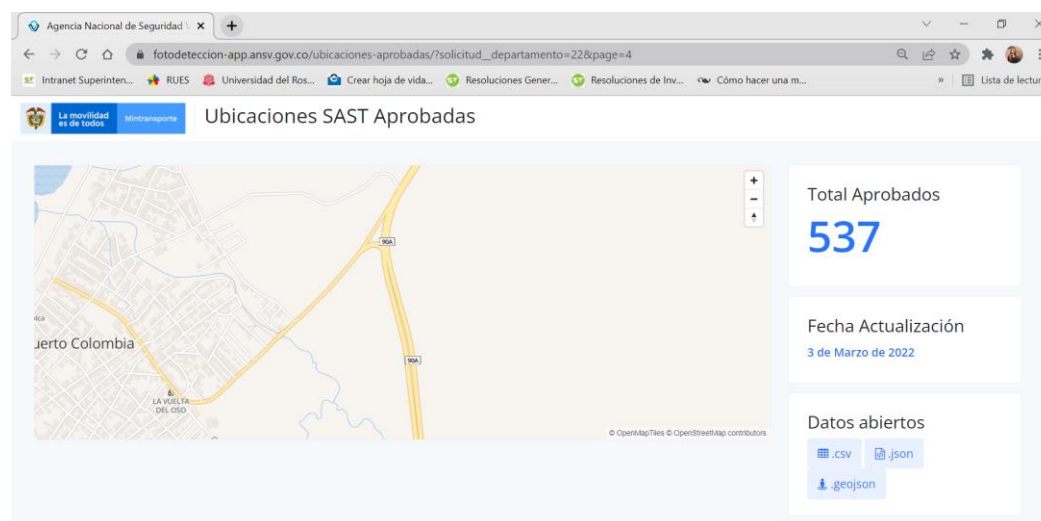 Agencia Nacional de Seguridad V
fotodeteccion-app.ansv.gov.co/ubicaciones-aprobadas/?solicitud__departamento=22&page=4
Intranet Superinten... RUES Universidad del Ros... Crear hoja de vida... Resoluciones Gener... Resoluciones de Inv... Cómo hacer una m... » Lista de lectur
La movilidad
es de todos
Mintransporte
Ubicaciones SAST Aprobadas
Total Aprobados
537
90A
Fecha Actualización
3 de Marzo de 2022
uerto Colombia
90A
LA VUELTA
DEL OSO
© OpenMapTiles © OpenStreetMap contributors
Datos abiertos
.csv .json
.geojson